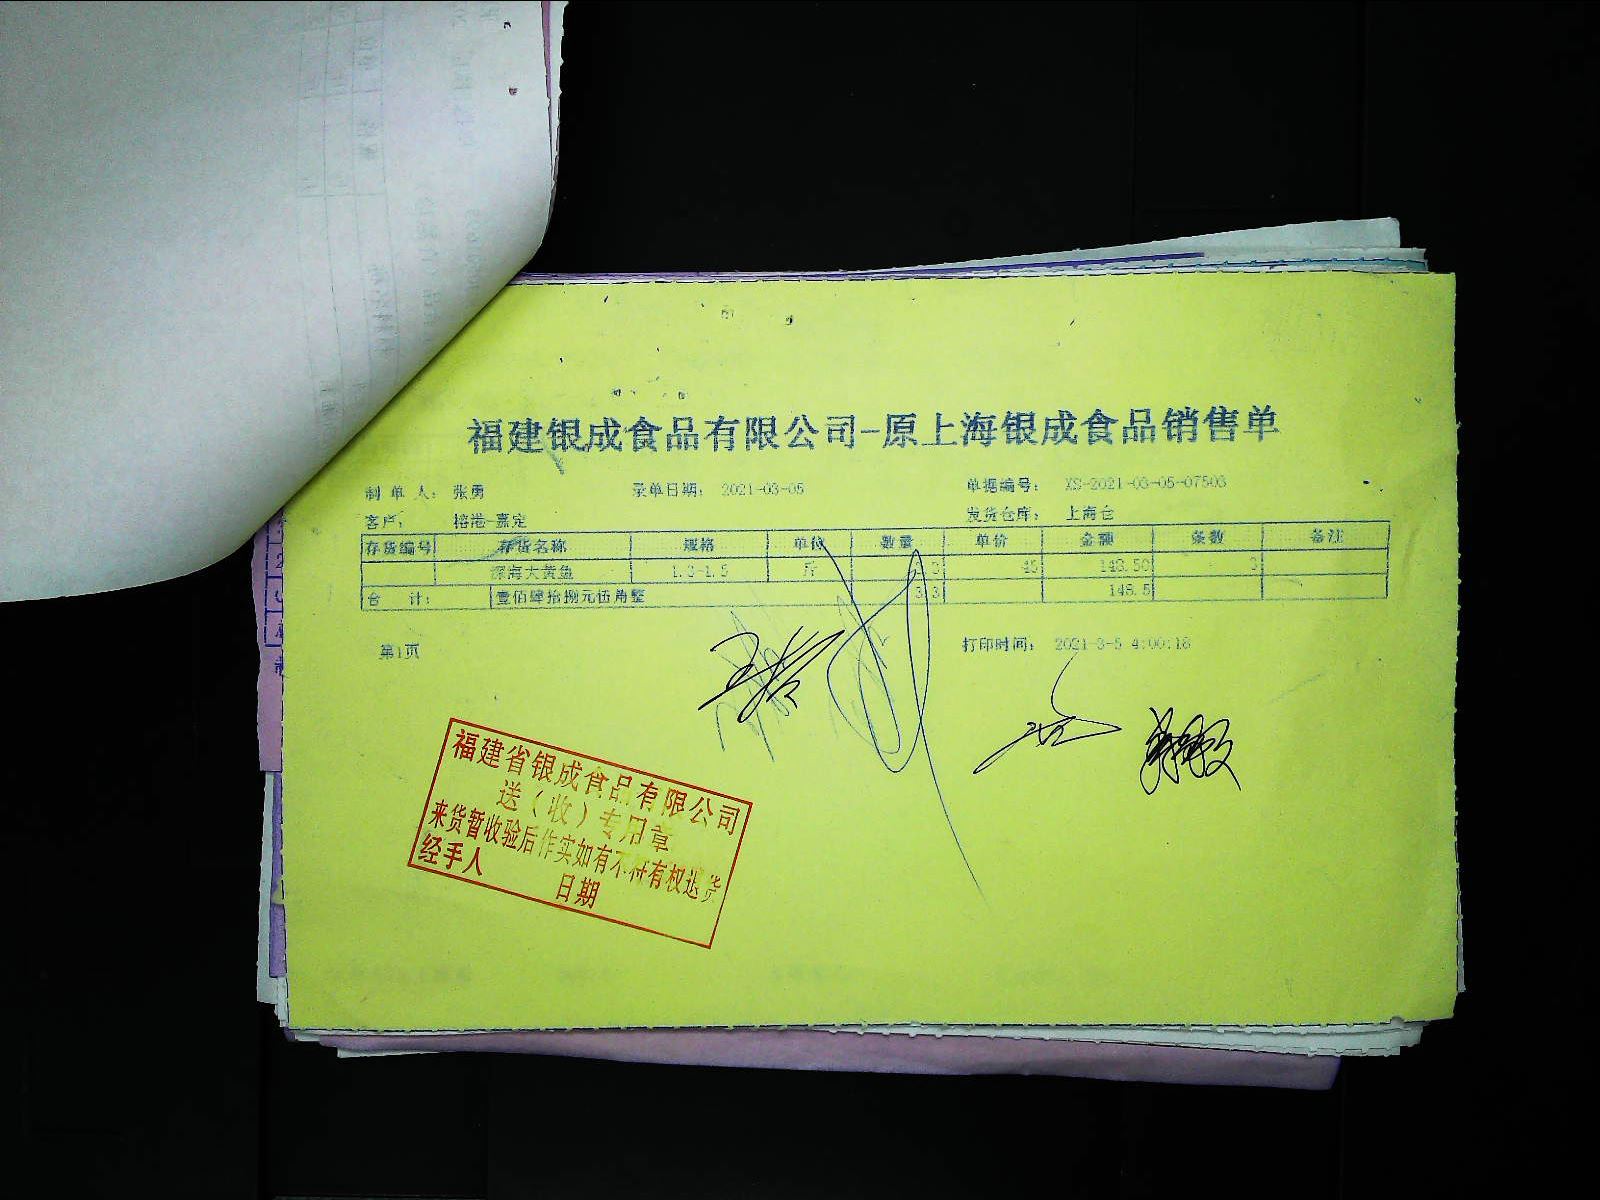 福建银成食品有限公司-原上海银成食品销售单
制 单 人: 张勇 录单日期: 2021-03-05 单据编号: XS-2021-03-05-07503
客户: 榕港-嘉定 发货仓库: 上海仓
存货编号 存货名称 规格 单位 数量 单价 金额 条数 备注
深海大黄鱼 1.3-1.5 斤 3.3 45 148.50 3
合 计: 壹佰肆拾捌元伍角整 3.3 148.5
第1页 打印时间: 2021-3-5 4:00:18
福建省银成食品有限公司
送(收)专用章
来货暂收验后作实如有不符有权退货
经手人 日期